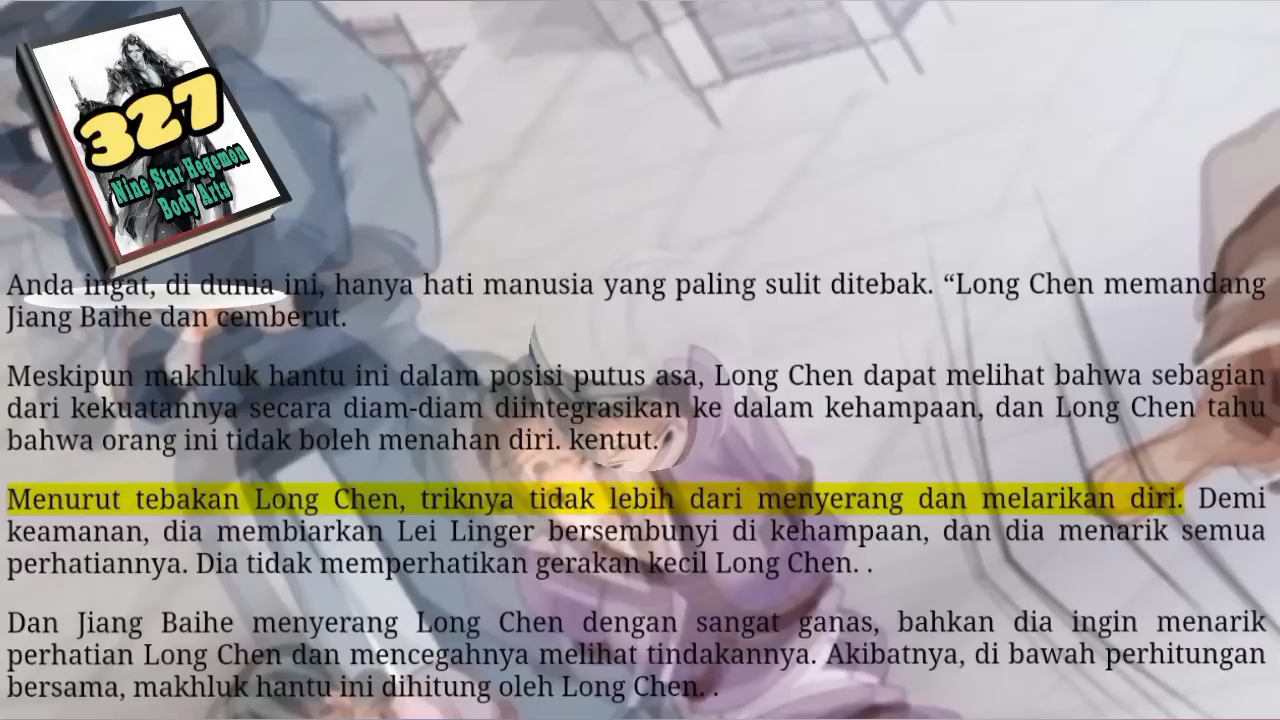 327
Nine Star Hegemon
Body Arts
Anda ingat, di dunia ini, hanya hati manusia yang paling sulit ditebak. “Long Chen memandang
Jiang Baihe dan cemberut.
Meskipun makhluk hantu ini dalam posisi putus asa, Long Chen dapat melihat bahwa sebagian
dari kekuatannya secara diam-diam diintegrasikan ke dalam kehampaan, dan Long Chen tahu
bahwa orang ini tidak boleh menahan diri. kentut.
Menurut tebakan Long Chen, triknya tidak lebih dari menyerang dan melarikan diri. Demi
keamanan, dia membiarkan Lei Linger bersembunyi di kehampaan, dan dia menarik semua
perhatiannya. Dia tidak memperhatikan gerakan kecil Long Chen. .
Dan Jiang Baihe menyerang Long Chen dengan sangat ganas, bahkan dia ingin menarik
perhatian Long Chen dan mencegahnya melihat tindakannya. Akibatnya, di bawah perhitungan
bersama, makhluk hantu ini dihitung oleh Long Chen. .